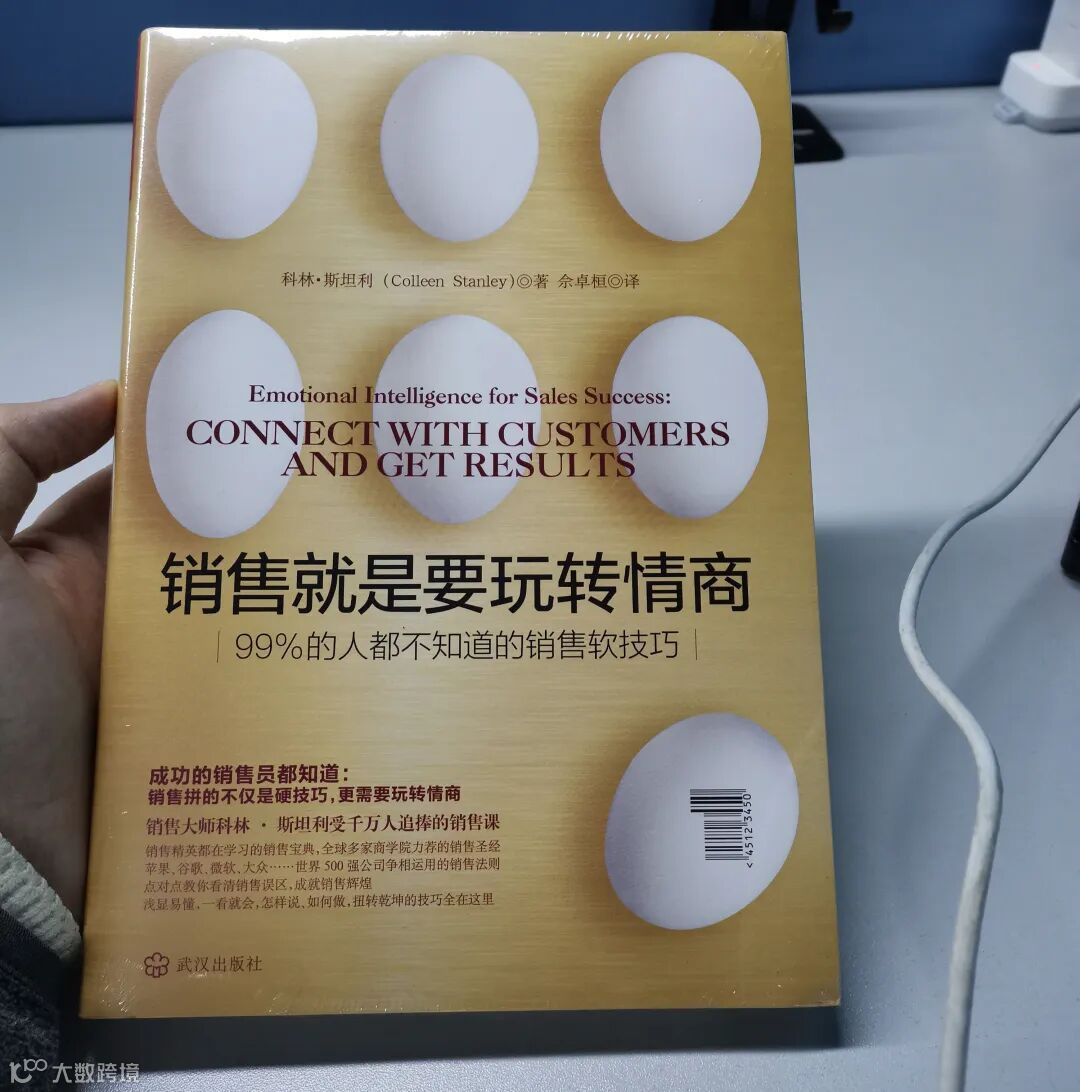 科林·斯坦利 (Colleen Stanley)◎著 佘卓桓◎译
Emotional Intelligence for Sales Success:
CONNECT WITH CUSTOMERS
AND GET RESULTS
销售就是要玩转情商
99%的人都不知道的销售软技巧
成功的销售员都知道：
销售拼的不仅是硬技巧，更需要玩转情商
销售大师科林·斯坦利受千万人追捧的销售课
销售精英都在学习的销售宝典，全球多家商学院力荐的销售圣经
苹果、谷歌、微软、大众……世界 500 强公司争相运用的销售法则
点对点教你看清销售误区，成就销售辉煌
浅显易懂，一看就会，怎样说、如何做，扭转乾坤的技巧全在这里
<4512 3450
武汉出版社
大数跨境